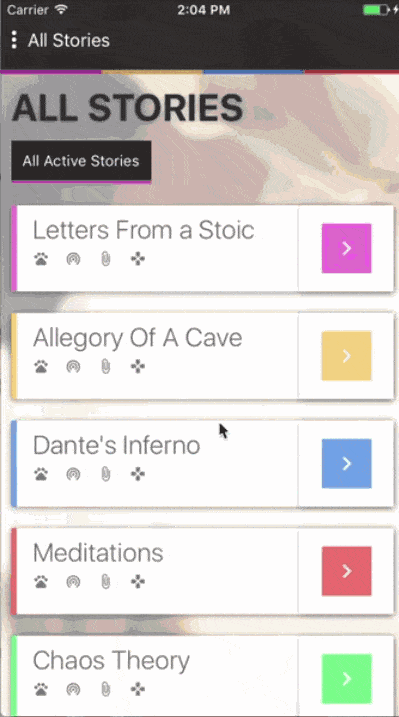 Carrier 2:04 PM
All Stories
ALL STORIES
All Active Stories
Letters From a Stoic
Allegory Of A Cave
Dante's Inferno
Meditations
Chaos Theory